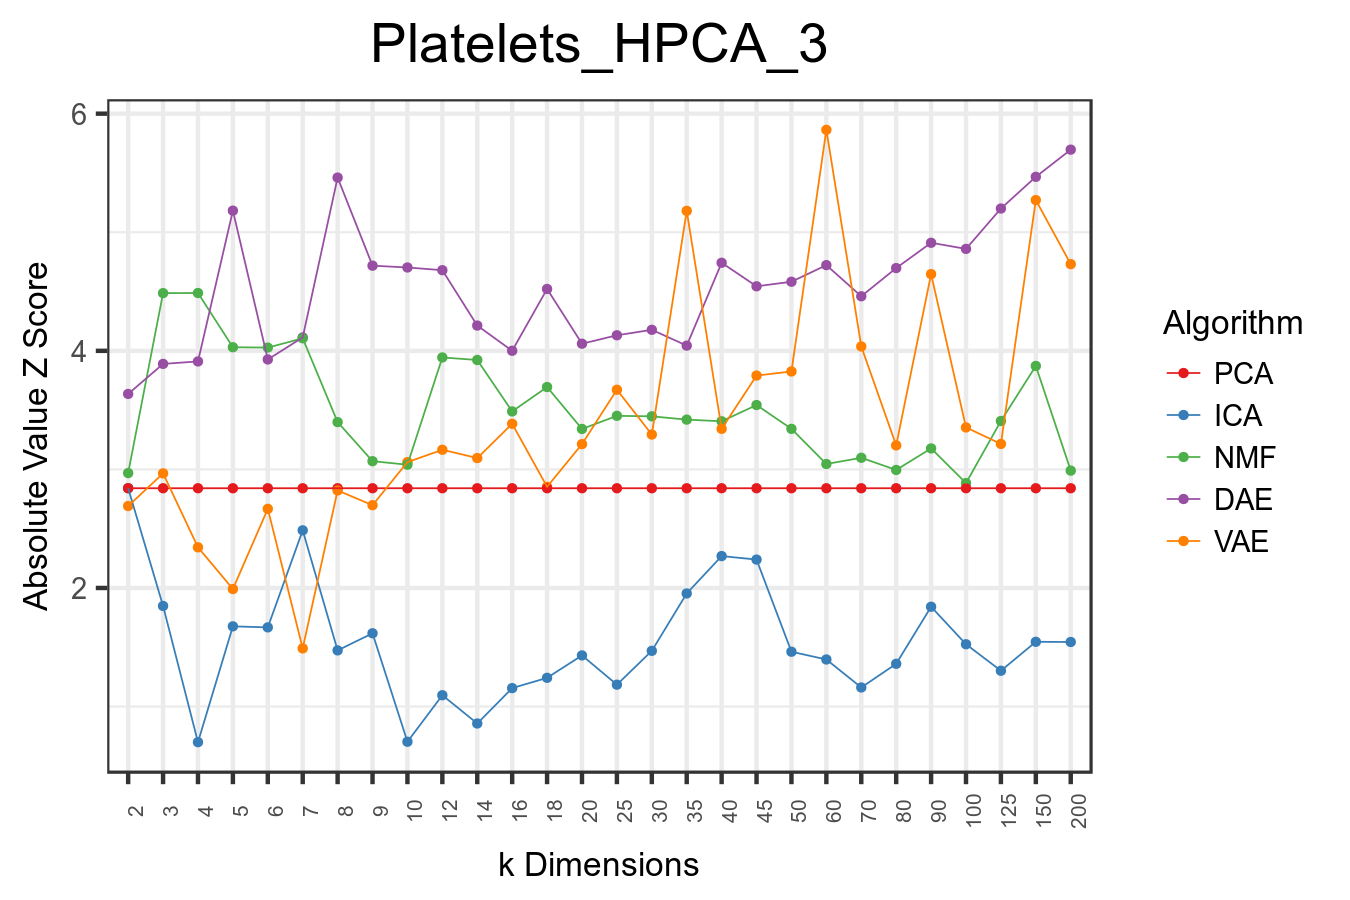 Platelets_HPCA_3
Absolute Value Z Score
6
4
2
2 3 4 5 6 7 8 9 10 12 14 16 18 20 25 30 35 40 45 50 60 70 80 90 100 125 150 200
k Dimensions
Algorithm
PCA
ICA
NMF
DAE
VAE